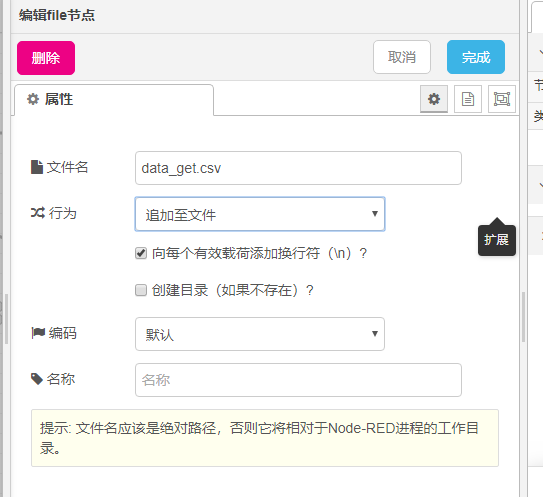 编辑file节点
删除
取消
完成
属性
文件名
data_get.csv
行为
追加至文件
向每个有效载荷添加换行符（\n）?
扩展
创建目录（如果不存在）?
编码
默认
名称
名称
提示: 文件名应该是绝对路径，否则它将相对于Node-RED进程的工作目
录。